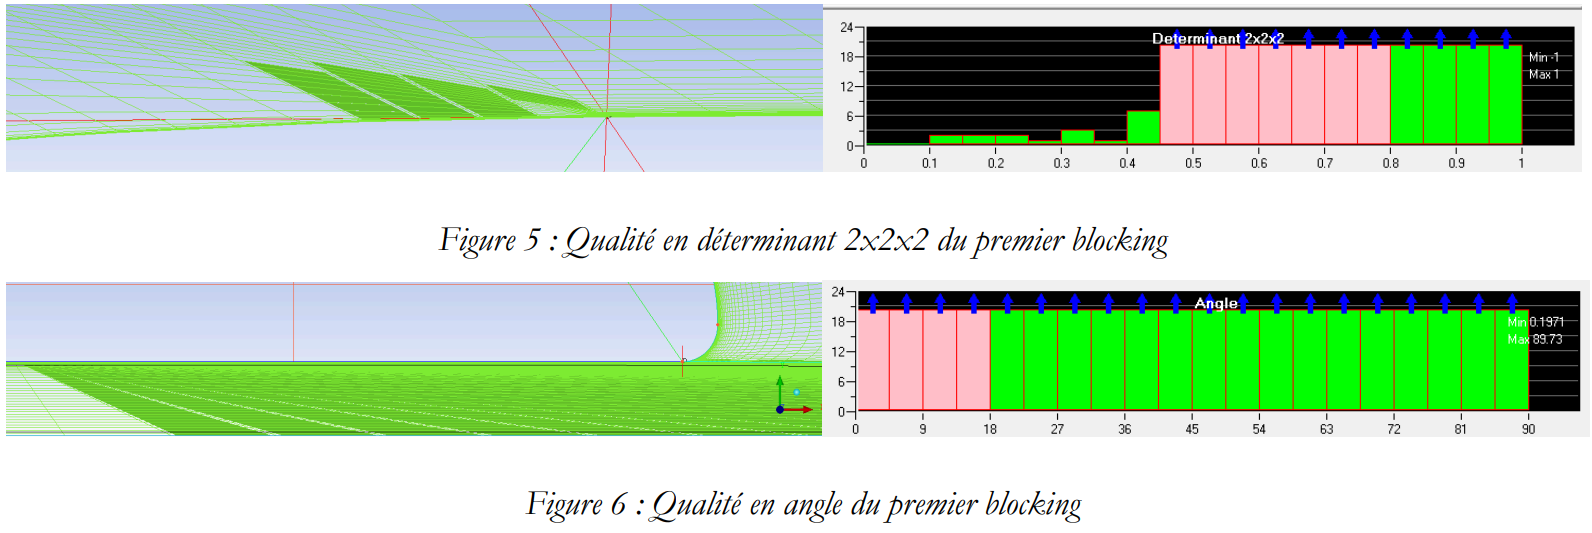 Determinant 2x2x2
24
18
12
6
0
Min -1
Max 1
0 0.1 0.2 0.3 0.4 0.5 0.6 0.7 0.8 0.9 1
Figure 5 : Qualité en déterminant 2x2x2 du premier blocking
Angle
24
18
12
6
0
Min 0.1971
Max 89.73
0 9 18 27 36 45 54 63 72 81 90
Figure 6 : Qualité en angle du premier blocking